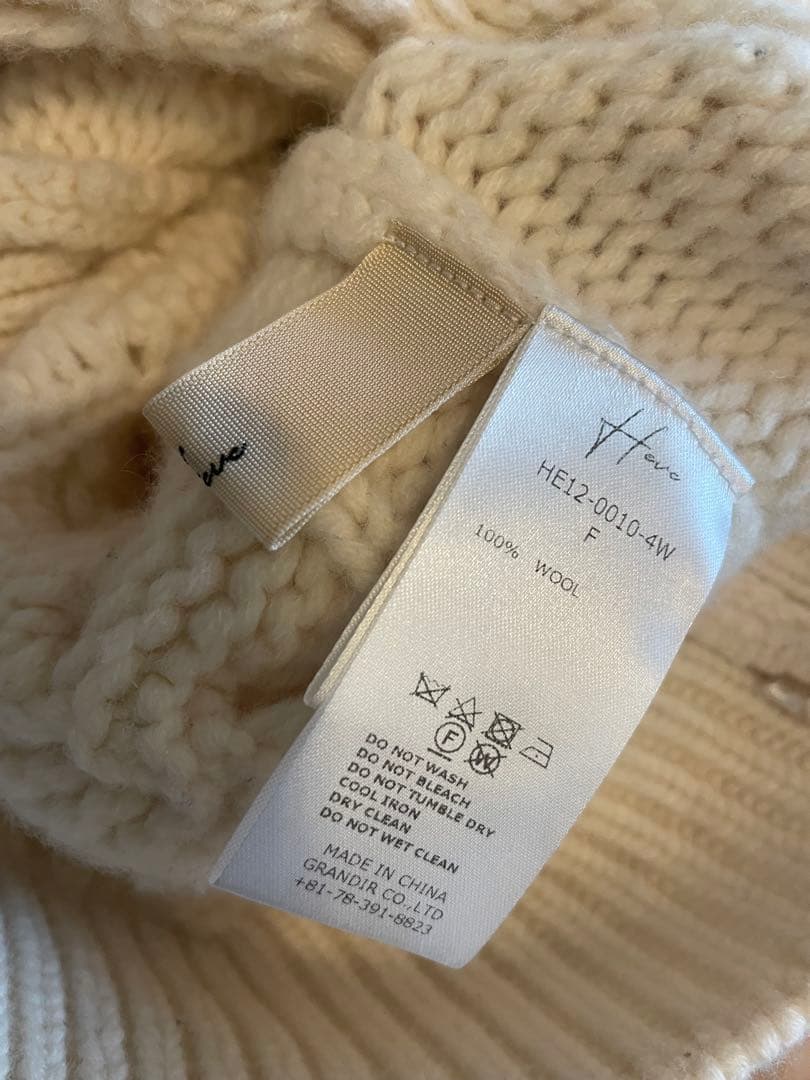 Heve
HE12-0010-4W
F
100% WOOL
F
W
DO NOT WASH
DO NOT BLEACH
DO NOT TUMBLE DRY
COOL IRON
DRY CLEAN
DO NOT WET CLEAN
MADE IN CHINA
GRANDIR CO.,LTD
+81-78-391-8823